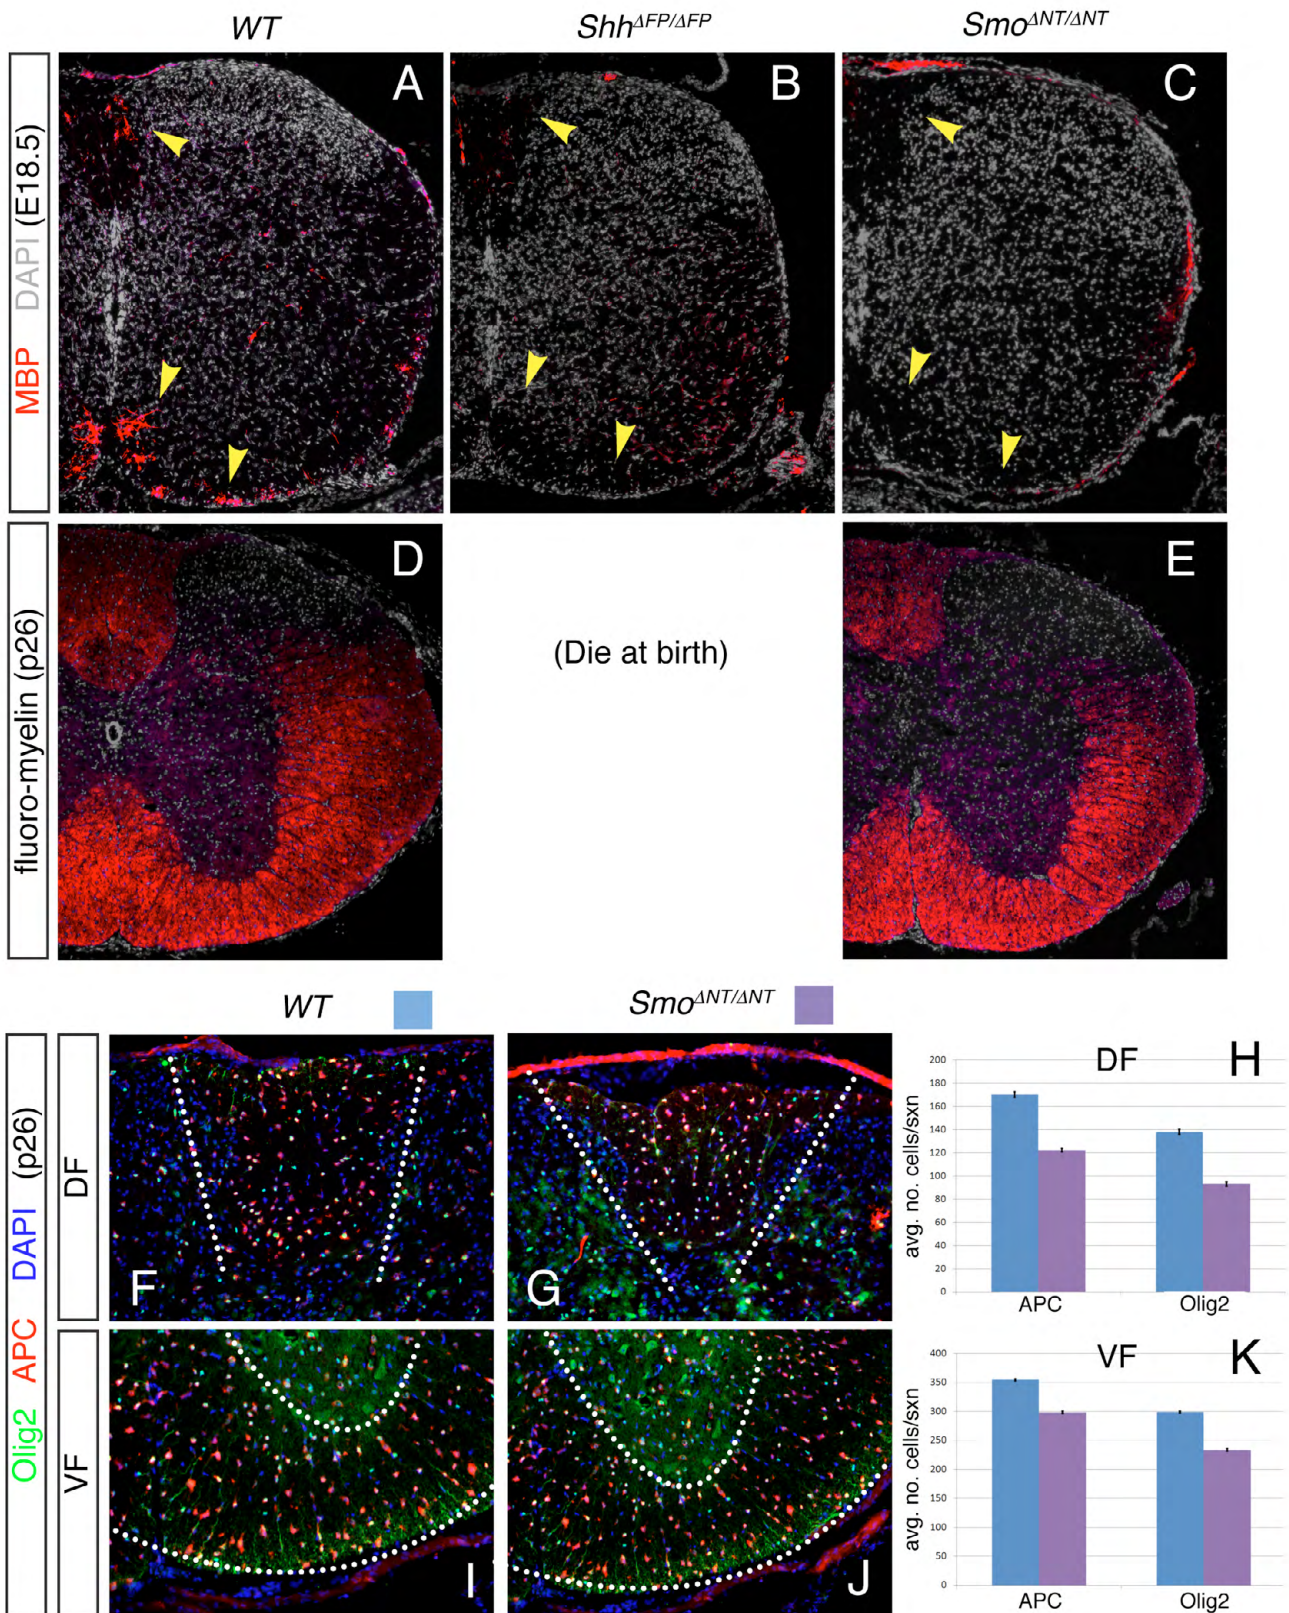 WT
Shh^ΔFP/ΔFP
Smo^ΔNT/ΔNT
MBP DAPI (E18.5)
A
B
C
fluoro-myelin (p26)
D
(Die at birth)
E
WT
Smo^ΔNT/ΔNT
Olig2 APC DAPI (p26)
DF
F
G
DF
H
avg. no. cells/sxn
200
180
160
140
120
100
80
60
40
20
0
APC
Olig2
VF
I
J
VF
K
avg. no. cells/sxn
400
350
300
250
200
150
100
50
0
APC
Olig2